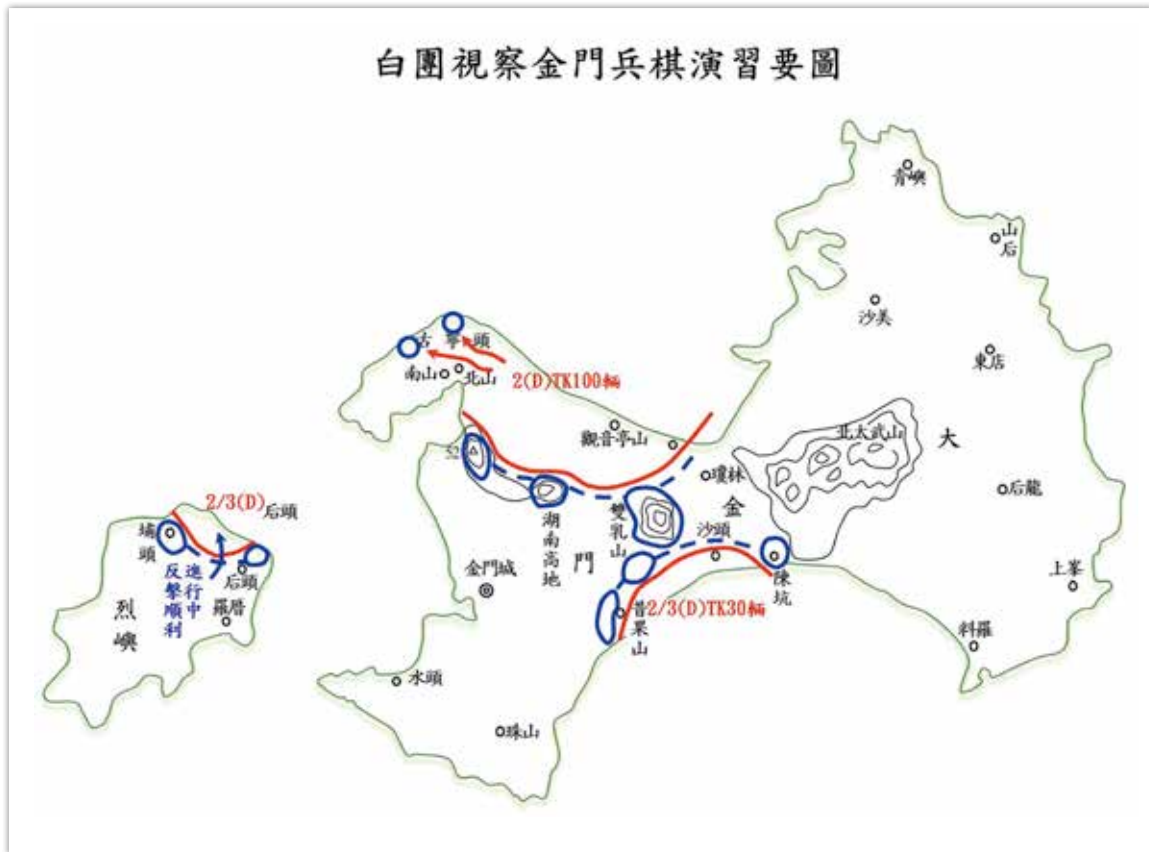 白團視察金門兵棋演習要圖
青嶼
山后
沙美
東店
古寧頭
南山
北山
2(D)TK100輛
觀音亭山
北太武山
大
52
瓊林
金
后龍
2/3(D)
后頭
埔頭
湖南高地
雙乳山
沙頭
門
金門城
陳坑
后頭
進行中
反擊順利
羅厝
烈嶼
2/3(D)TK30輛
昔果山
上峯
料羅
水頭
珠山